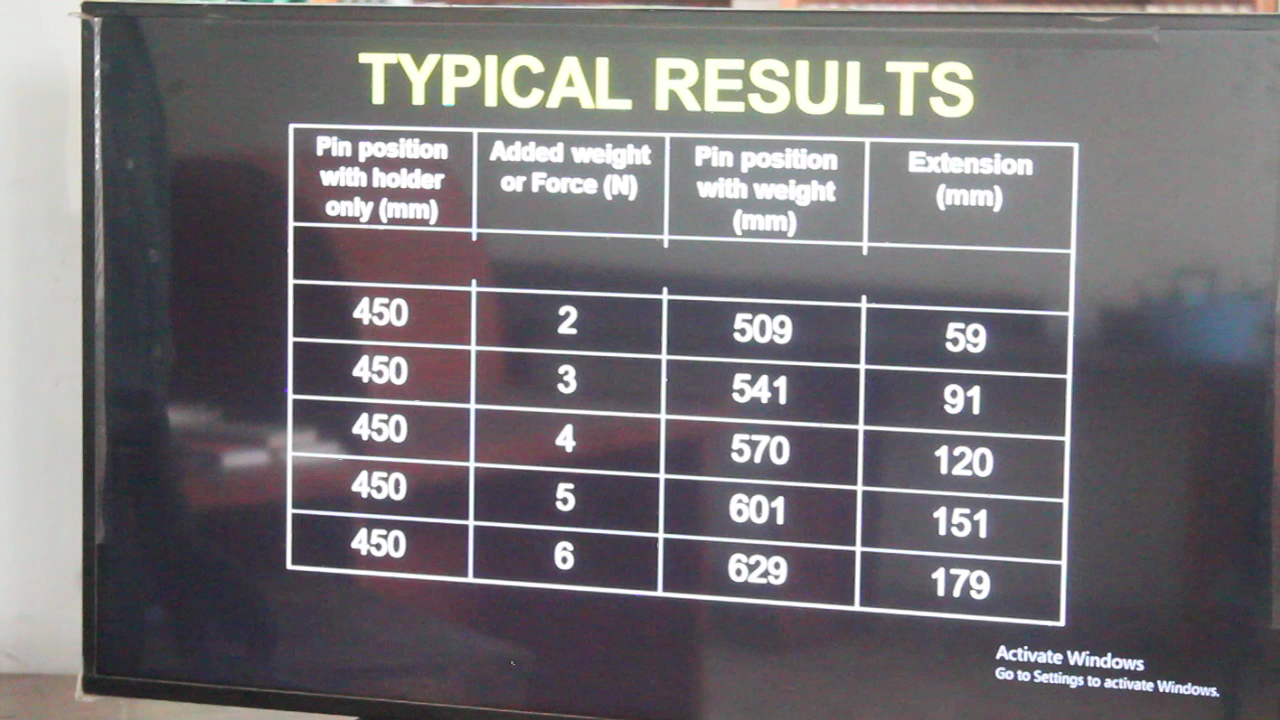 TYPICAL RESULTS
Pin position with holder only (mm) Added weight or Force (N) Pin position with weight (mm) Extension (mm)
450 2 509 59
450 3 541 91
450 4 570 120
450 5 601 151
450 6 629 179
Activate Windows
Go to Settings to activate Windows.